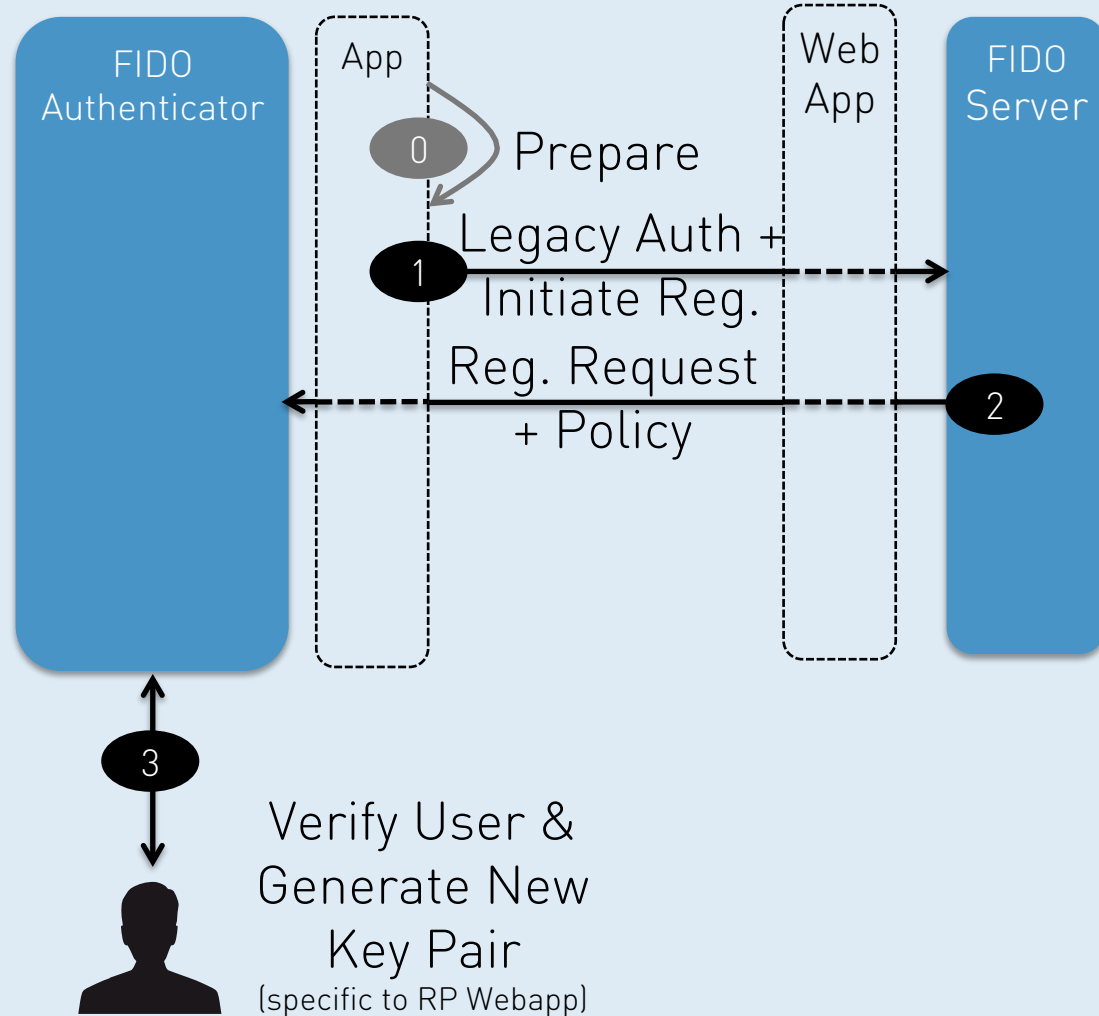 FIDO
Authenticator
App
Web
App
FIDO
Server
0
Prepare
Legacy Auth +
1
Initiate Reg.
Reg. Request
2
+ Policy
3
Verify User &
Generate New
Key Pair
(specific to RP Webapp)